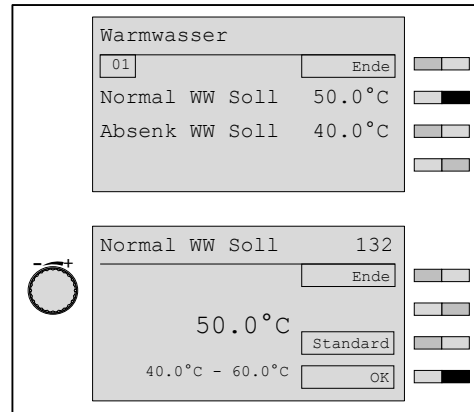 Warmwasser
01 Ende
Normal WW Soll 50.0°C
Absenk WW Soll 40.0°C
Normal WW Soll 132
- +
Ende
50.0°C
Standard
40.0°C - 60.0°C OK